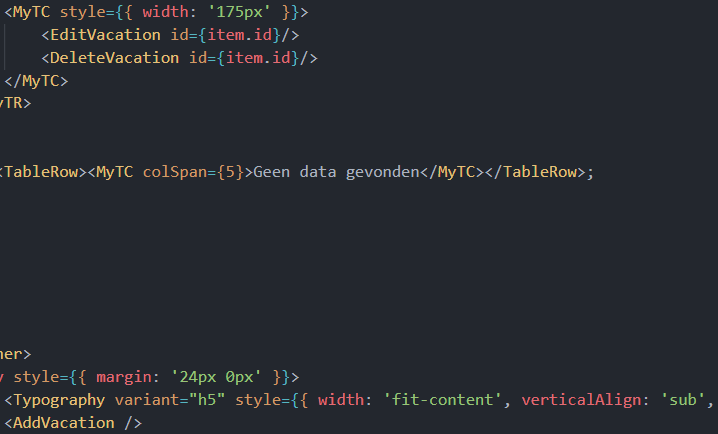 <MyTC style={{ width: '175px' }}>
<EditVacation id={item.id}/>
<DeleteVacation id={item.id}/>
</MyTC>
yTR>
<TableRow><MyTC colSpan={5}>Geen data gevonden</MyTC></TableRow>;
ner>
y style={{ margin: '24px 0px' }}>
<Typography variant="h5" style={{ width: 'fit-content', verticalAlign: 'sub',
<AddVacation />